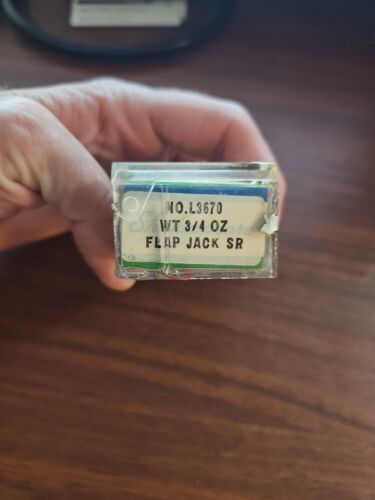 NO.L3670
WT 3/4 OZ
FLAP JACK SR